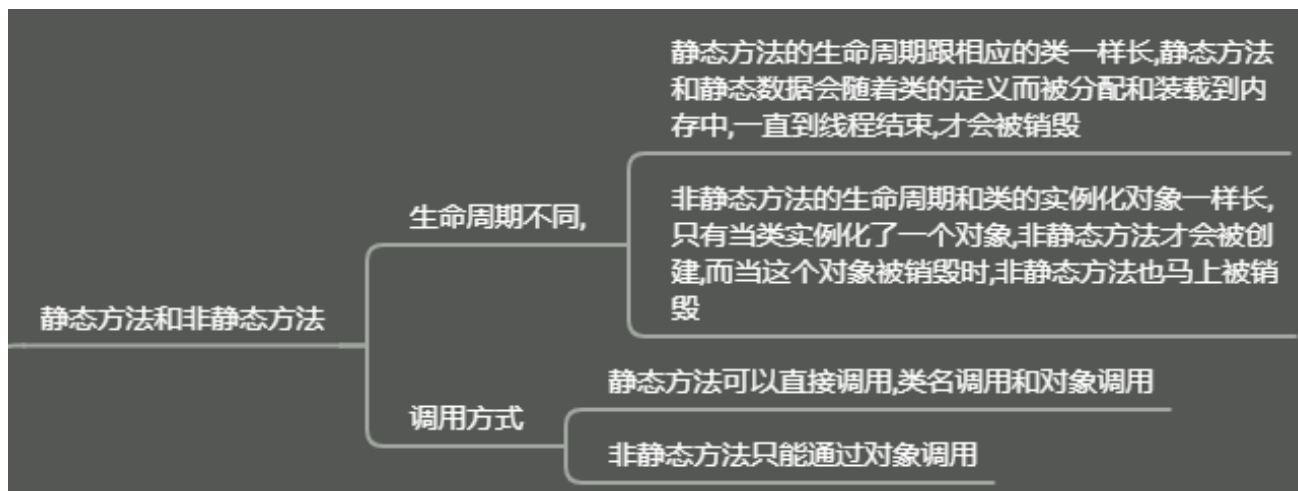 静态方法和非静态方法
生命周期不同,
静态方法的生命周期跟相应的类一样长,静态方法
和静态数据会随着类的定义而被分配和装载到内
存中,一直到线程结束,才会被销毁
非静态方法的生命周期和类的实例化对象一样长,
只有当类实例化了一个对象,非静态方法才会被创
建,而当这个对象被销毁时,非静态方法也马上被销
毁
调用方式
静态方法可以直接调用,类名调用和对象调用
非静态方法只能通过对象调用